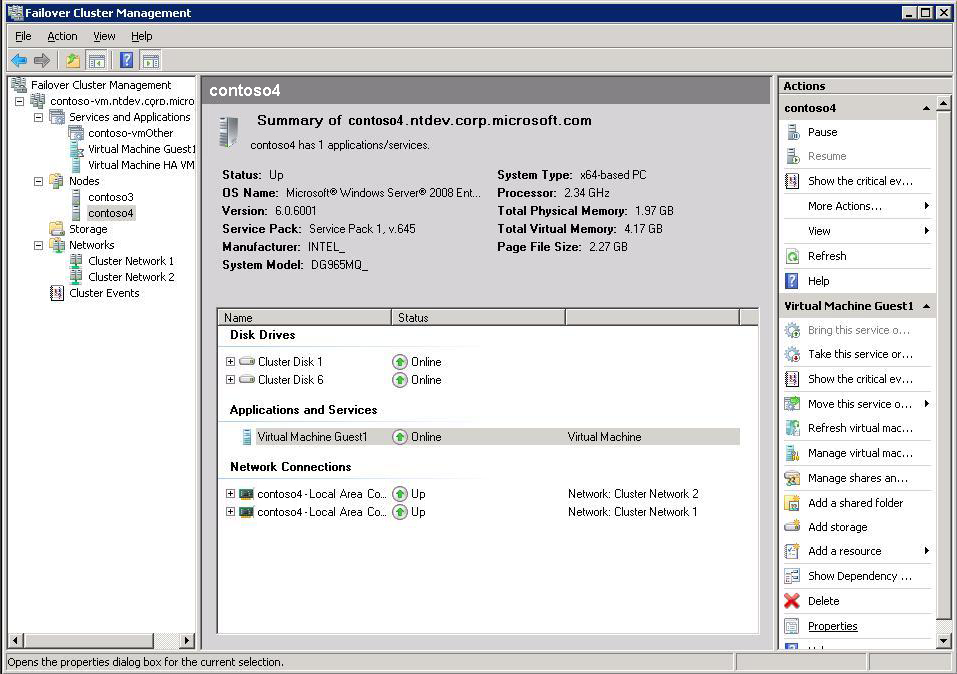 Failover Cluster Management
File Action View Help
Failover Cluster Management
contoso-vm.ntdev.corp.micro
Services and Applications
contoso-vmOther
Virtual Machine Guest1
Virtual Machine HA VM
Nodes
contoso3
contoso4
Storage
Networks
Cluster Network 1
Cluster Network 2
Cluster Events
contoso4
Summary of contoso4.ntdev.corp.microsoft.com
contoso4 has 1 applications/services.
Status: Up
OS Name: Microsoft® Windows Server® 2008 Ent...
Version: 6.0.6001
Service Pack: Service Pack 1, v.645
Manufacturer: INTEL_
System Model: DG965MQ_
System Type: x64-based PC
Processor: 2.34 GHz
Total Physical Memory: 1.97 GB
Total Virtual Memory: 4.17 GB
Page File Size: 2.27 GB
Name Status
Disk Drives
Cluster Disk 1 Online
Cluster Disk 6 Online
Applications and Services
Virtual Machine Guest1 Online Virtual Machine
Network Connections
contoso4 - Local Area Co... Up Network: Cluster Network 2
contoso4 - Local Area Co... Up Network: Cluster Network 1
Actions
contoso4
Pause
Resume
Show the critical ev...
More Actions...
View
Refresh
Help
Virtual Machine Guest1
Bring this service o...
Take this service or...
Show the critical ev...
Move this service o...
Refresh virtual mac...
Manage virtual mac...
Manage shares an...
Add a shared folder
Add storage
Add a resource
Show Dependency ...
Delete
Properties
Opens the properties dialog box for the current selection.